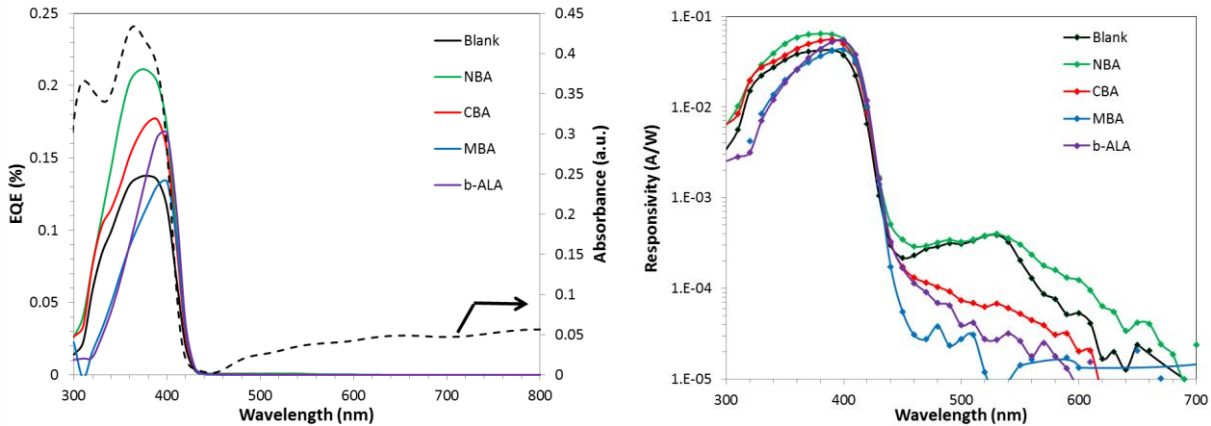 0.25
0.2
0.15
0.1
0.05
0
EQE (%)
300
400
500
600
700
800
Wavelength (nm)
0.45
0.4
0.35
0.3
0.25
0.2
0.15
0.1
0.05
0
Absorbance (a.u.)
Blank
NBA
CBA
MBA
b-ALA
1.E-01
1.E-02
1.E-03
1.E-04
1.E-05
Responsivity (A/W)
300
400
500
600
700
Wavelength (nm)
Blank
NBA
CBA
MBA
b-ALA